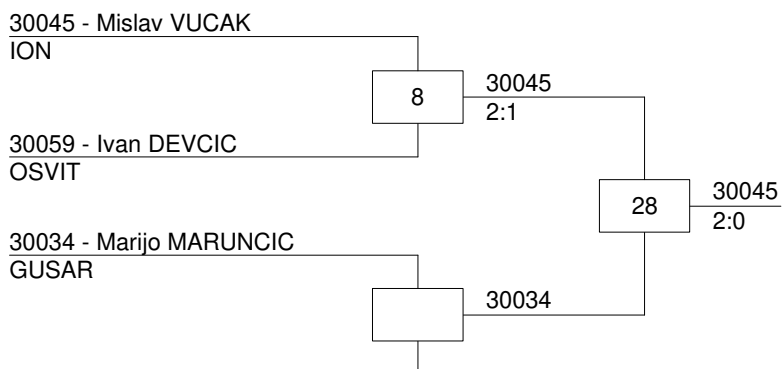 30045 - Mislav VUCAK
ION
8
30045
2:1
30059 - Ivan DEVCIC
OSVIT
28
30045
2:0
30034 - Marijo MARUNCIC
GUSAR
30034